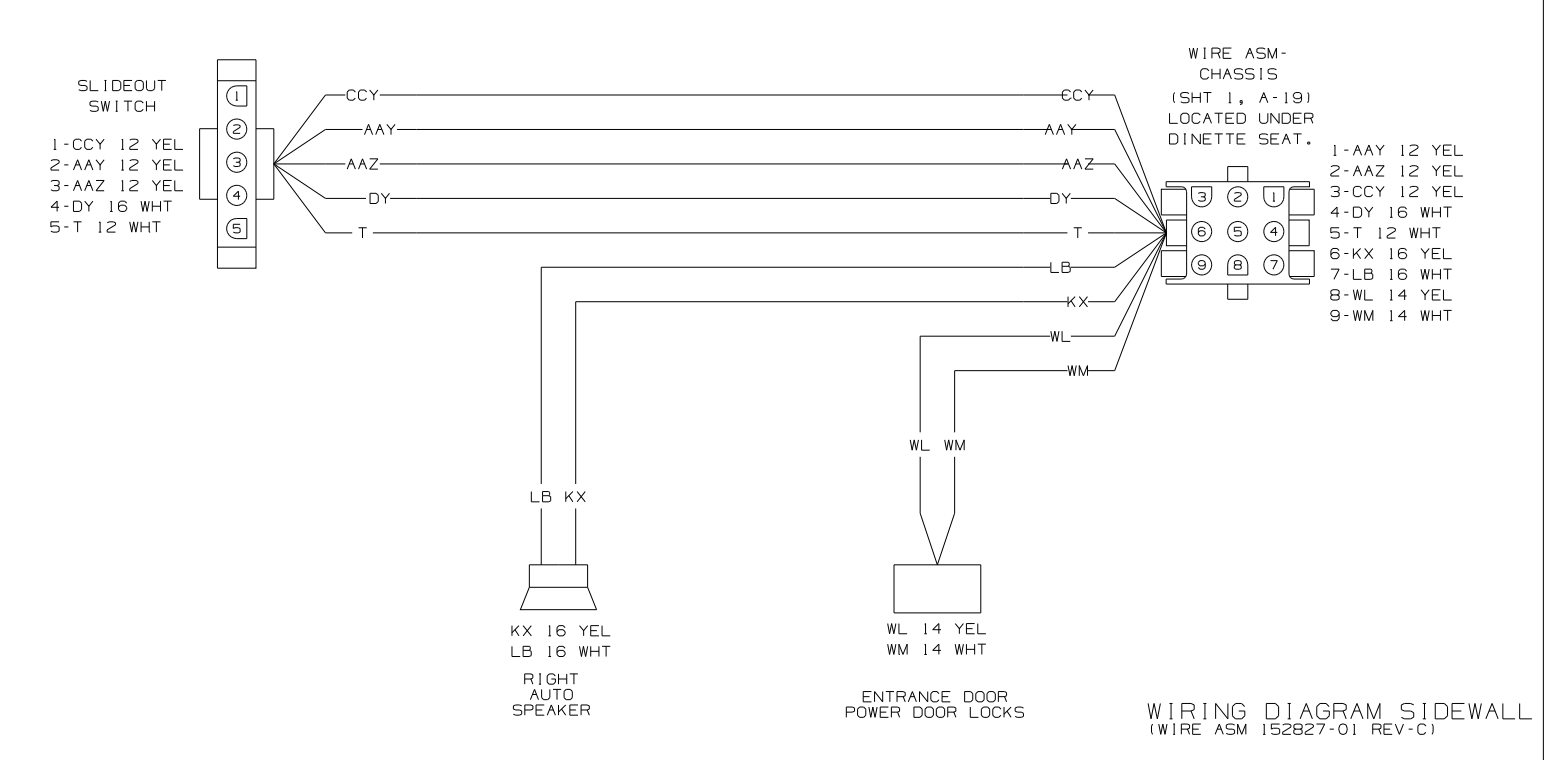 SLIDEOUT
SWITCH
1-CCY 12 YEL
2-AAY 12 YEL
3-AAZ 12 YEL
4-DY 16 WHT
5-T 12 WHT
1
2
3
4
5
CCY
CCY
AAY
AAY
AAZ
AAZ
DY
DY
T
T
LB
KX
WL
WM
WIRE ASM-
CHASSIS
(SHT 1, A-19)
LOCATED UNDER
DINETTE SEAT.
3 2 1
6 5 4
9 8 7
1-AAY 12 YEL
2-AAZ 12 YEL
3-CCY 12 YEL
4-DY 16 WHT
5-T 12 WHT
6-KX 16 YEL
7-LB 16 WHT
8-WL 14 YEL
9-WM 14 WHT
WL WM
LB KX
KX 16 YEL
LB 16 WHT
RIGHT
AUTO
SPEAKER
WL 14 YEL
WM 14 WHT
ENTRANCE DOOR
POWER DOOR LOCKS
WIRING DIAGRAM SIDEWALL
(WIRE ASM 152827-01 REV-C)